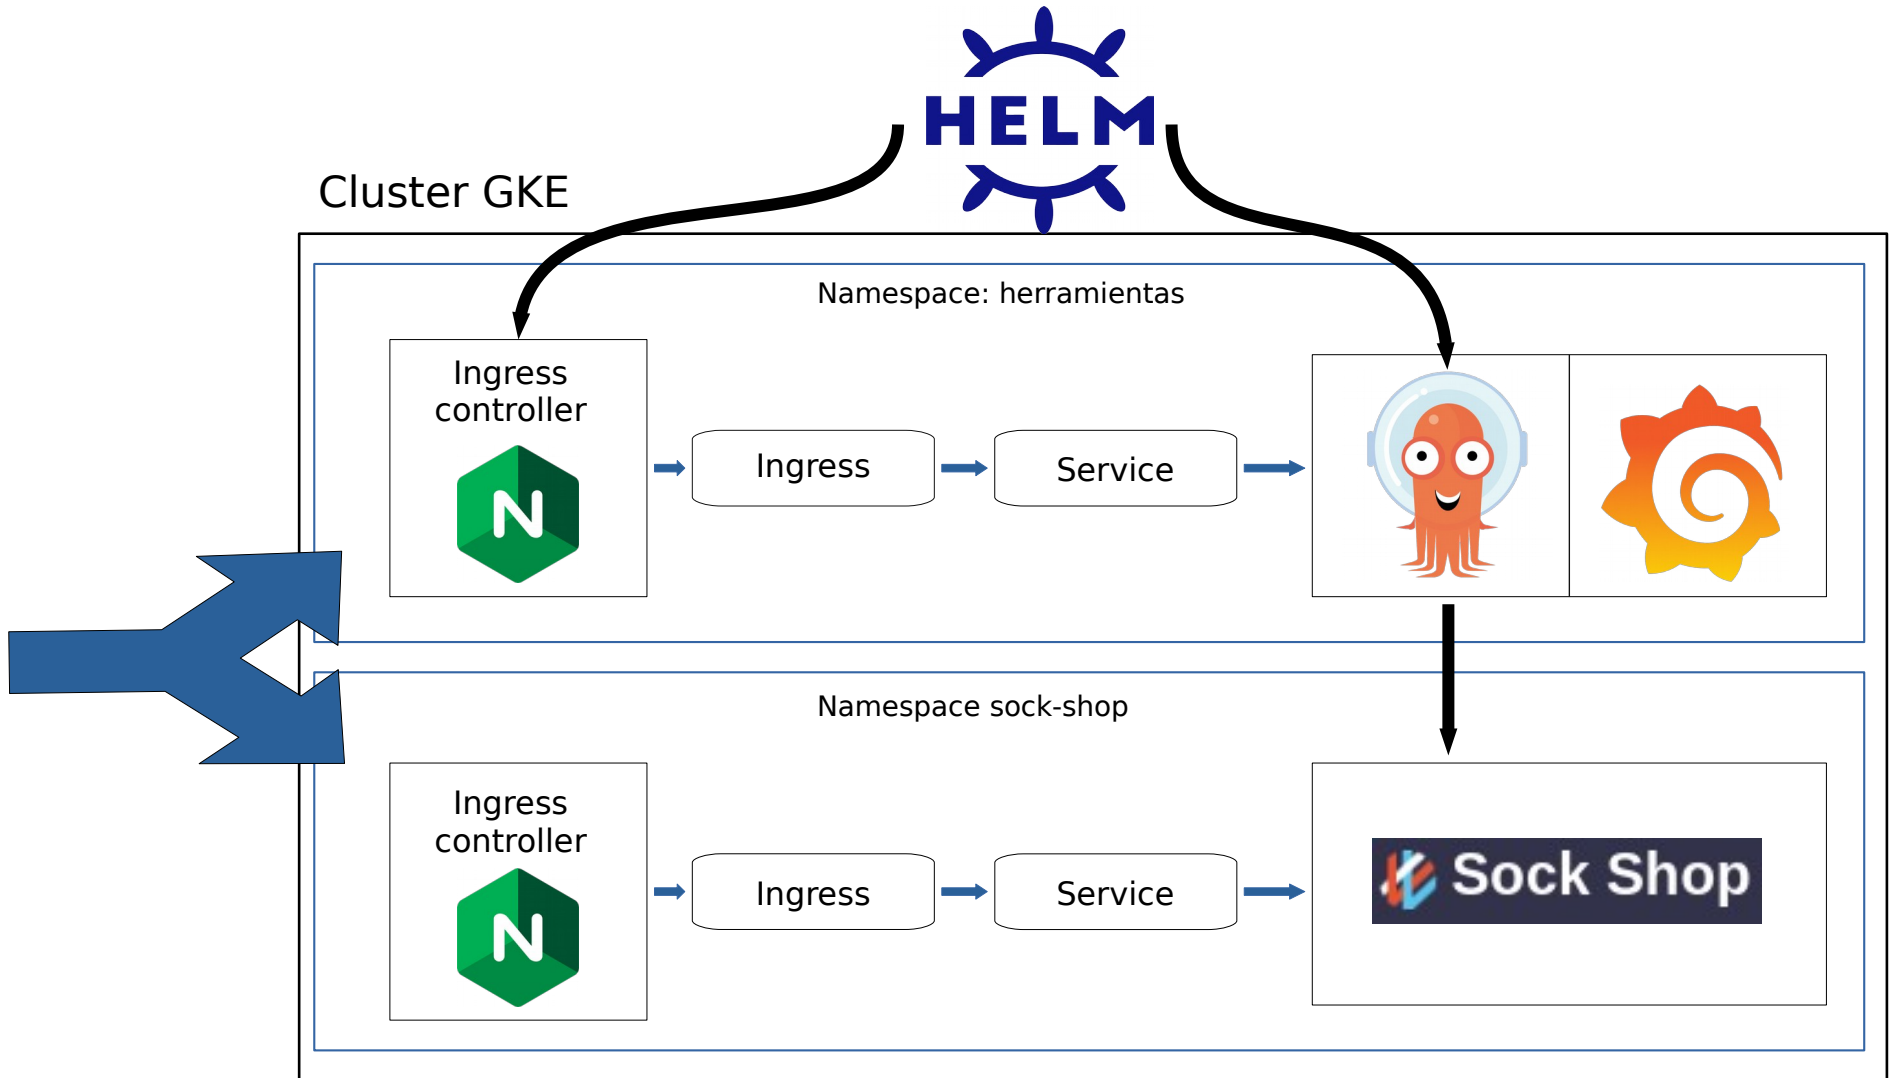 HELM
Cluster GKE
Namespace: herramientas
Ingress
controller
N
Ingress
Service
Namespace sock-shop
Ingress
controller
N
Ingress
Service
Sock Shop